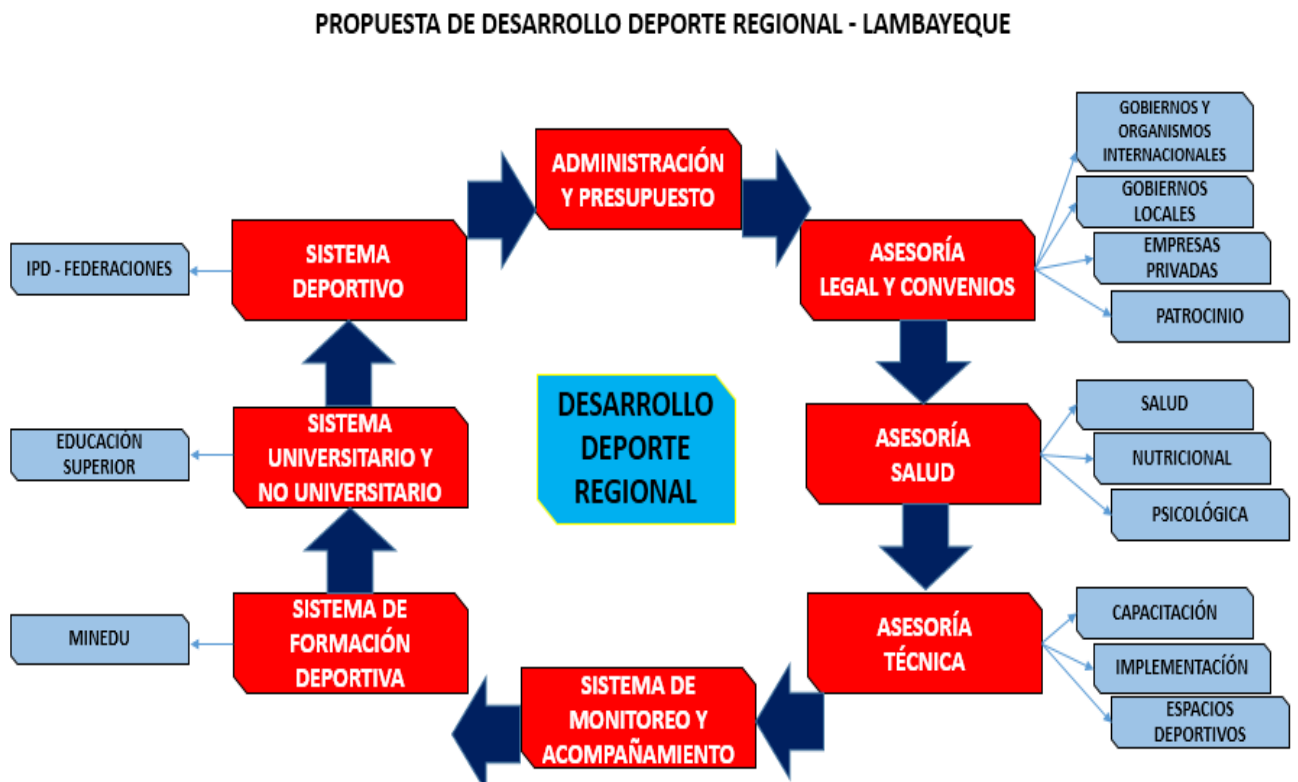 PROPUESTA DE DESARROLLO DEPORTE REGIONAL - LAMBAYEQUE
ADMINISTRACIÓN
Y PRESUPUESTO
ASESORÍA
LEGAL Y CONVENIOS
GOBIERNOS Y
ORGANISMOS
INTERNACIONALES
GOBIERNOS
LOCALES
EMPRESAS
PRIVADAS
PATROCINIO
ASESORÍA
SALUD
SALUD
NUTRICIONAL
PSICOLÓGICA
ASESORÍA
TÉCNICA
CAPACITACIÓN
IMPLEMENTACÍÓN
ESPACIOS
DEPORTIVOS
SISTEMA DE
MONITOREO Y
ACOMPAÑAMIENTO
SISTEMA DE
FORMACIÓN
DEPORTIVA
MINEDU
SISTEMA
UNIVERSITARIO Y
NO UNIVERSITARIO
EDUCACIÓN
SUPERIOR
SISTEMA
DEPORTIVO
IPD - FEDERACIONES
DESARROLLO
DEPORTE
REGIONAL